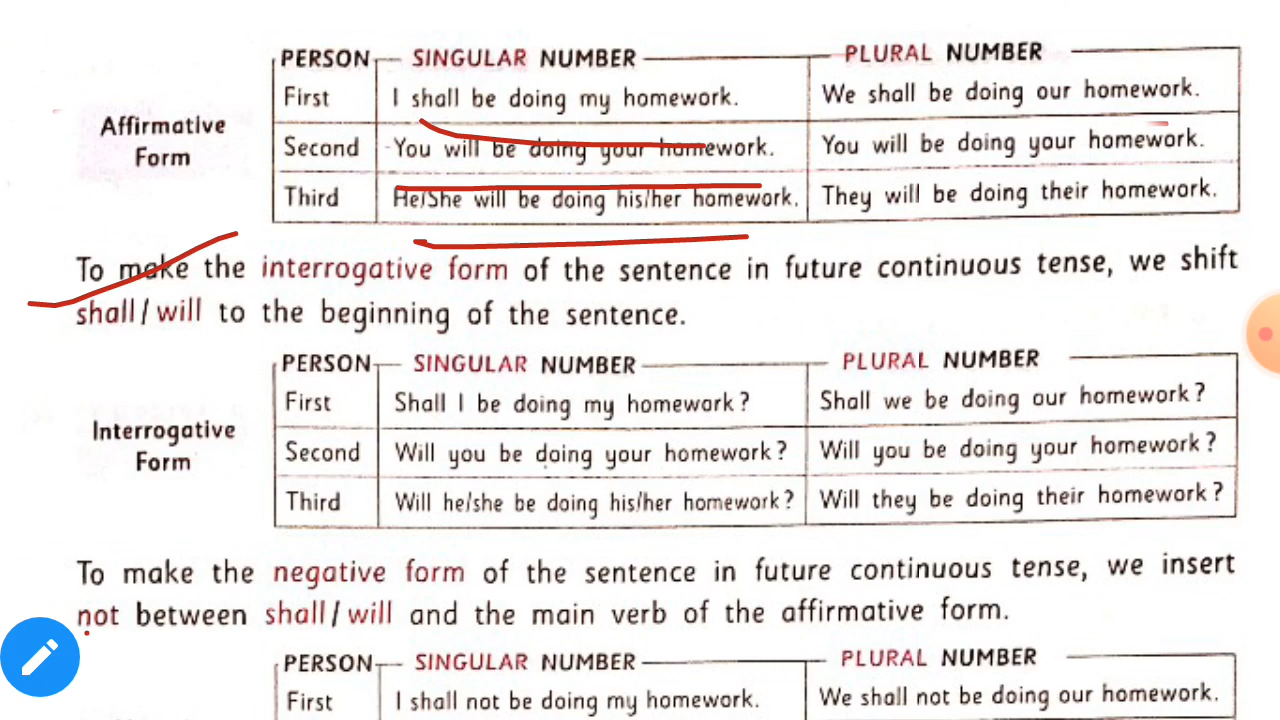 PERSON SINGULAR NUMBER PLURAL NUMBER
First I shall be doing my homework. We shall be doing our homework.
Affirmative Form
Second You will be doing your homework. You will be doing your homework.
Third He/She will be doing his/her homework. They will be doing their homework.
To make the interrogative form of the sentence in future continuous tense, we shift
shall/will to the beginning of the sentence.
PERSON SINGULAR NUMBER PLURAL NUMBER
First Shall I be doing my homework? Shall we be doing our homework?
Interrogative Form
Second Will you be doing your homework? Will you be doing your homework?
Third Will he/she be doing his/her homework? Will they be doing their homework?
To make the negative form of the sentence in future continuous tense, we insert
not between shall/will and the main verb of the affirmative form.
PERSON SINGULAR NUMBER PLURAL NUMBER
First I shall not be doing my homework. We shall not be doing our homework.